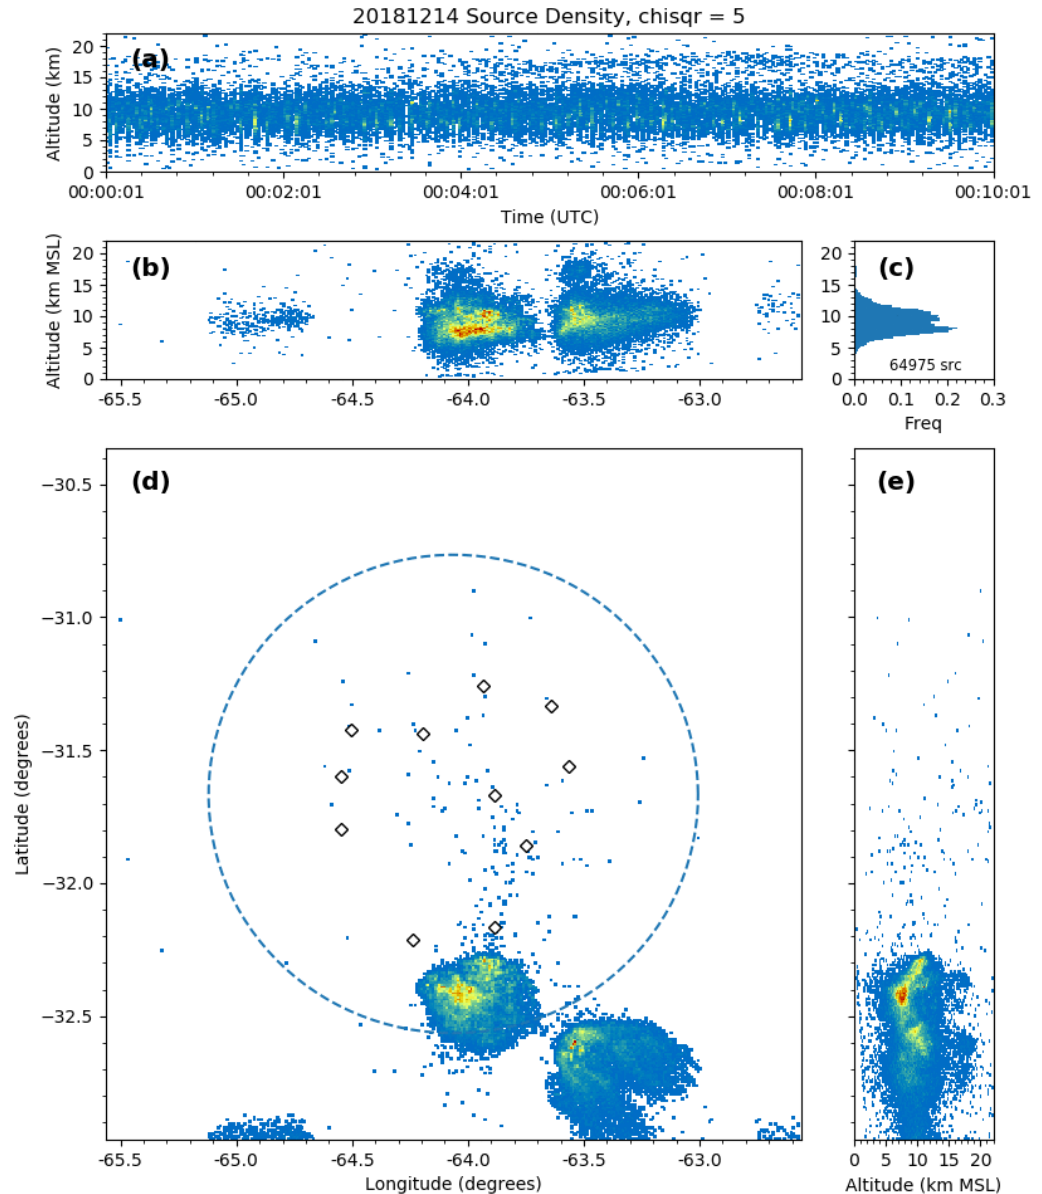 20181214 Source Density, chisqr = 5
(a)
Altitude (km)
20
15
10
5
0
00:00:01 00:02:01 00:04:01 00:06:01 00:08:01 00:10:01
Time (UTC)
(b)
Altitude (km MSL)
20
15
10
5
0
-65.5 -65.0 -64.5 -64.0 -63.5 -63.0
(c)
20
15
10
5
0
64975 src
0.0 0.1 0.2 0.3
Freq
(d)
Latitude (degrees)
−30.5
−31.0
−31.5
−32.0
−32.5
-65.5 -65.0 -64.5 -64.0 -63.5 -63.0
Longitude (degrees)
(e)
0 10 20
Altitude (km MSL)